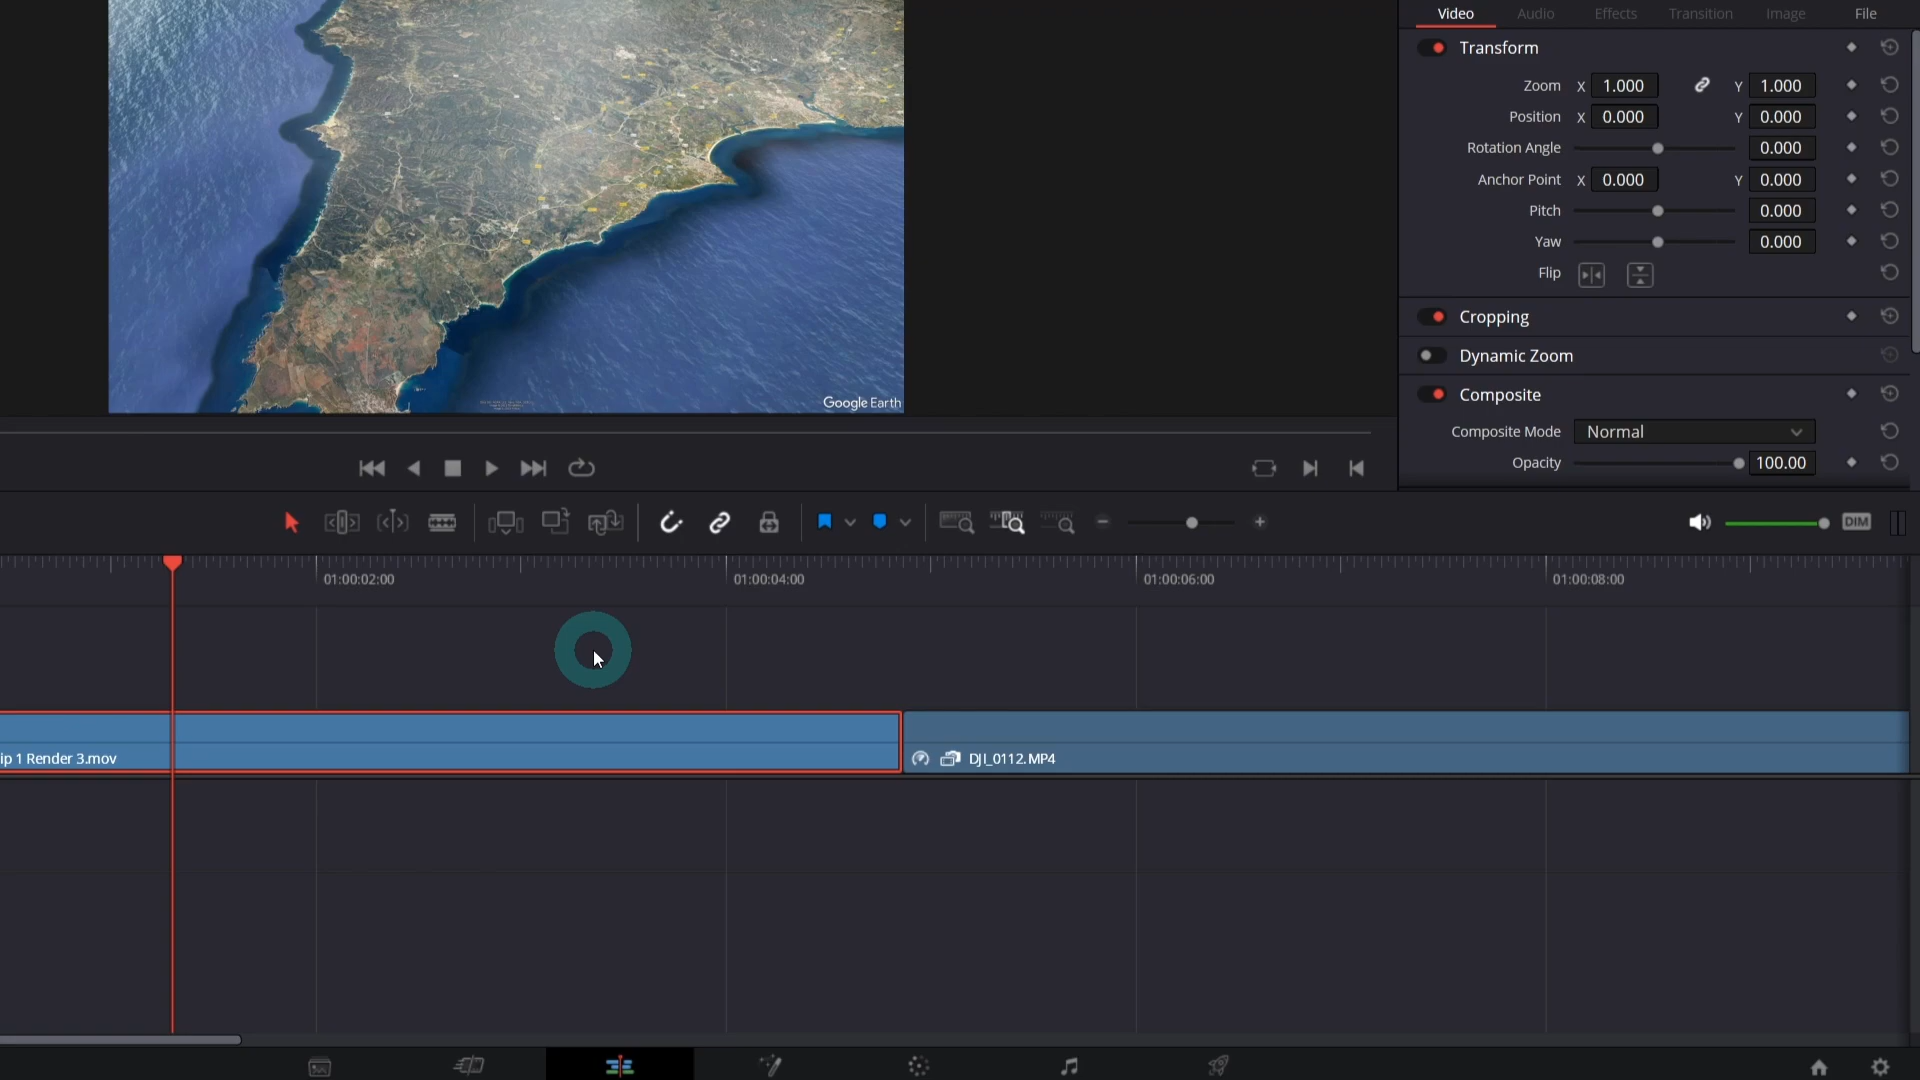 Video Audio Effects Transition Image File
Transform
Zoom X 1.000 Y 1.000
Position X 0.000 Y 0.000
Rotation Angle 0.000
Anchor Point X 0.000 Y 0.000
Pitch 0.000
Yaw 0.000
Flip
Cropping
Dynamic Zoom
Composite
Composite Mode Normal
Opacity 100.00
Google Earth
DIM
01:00:02:00 01:00:04:00 01:00:06:00 01:00:08:00
ip 1 Render 3.mov
DJI_0112.MP4